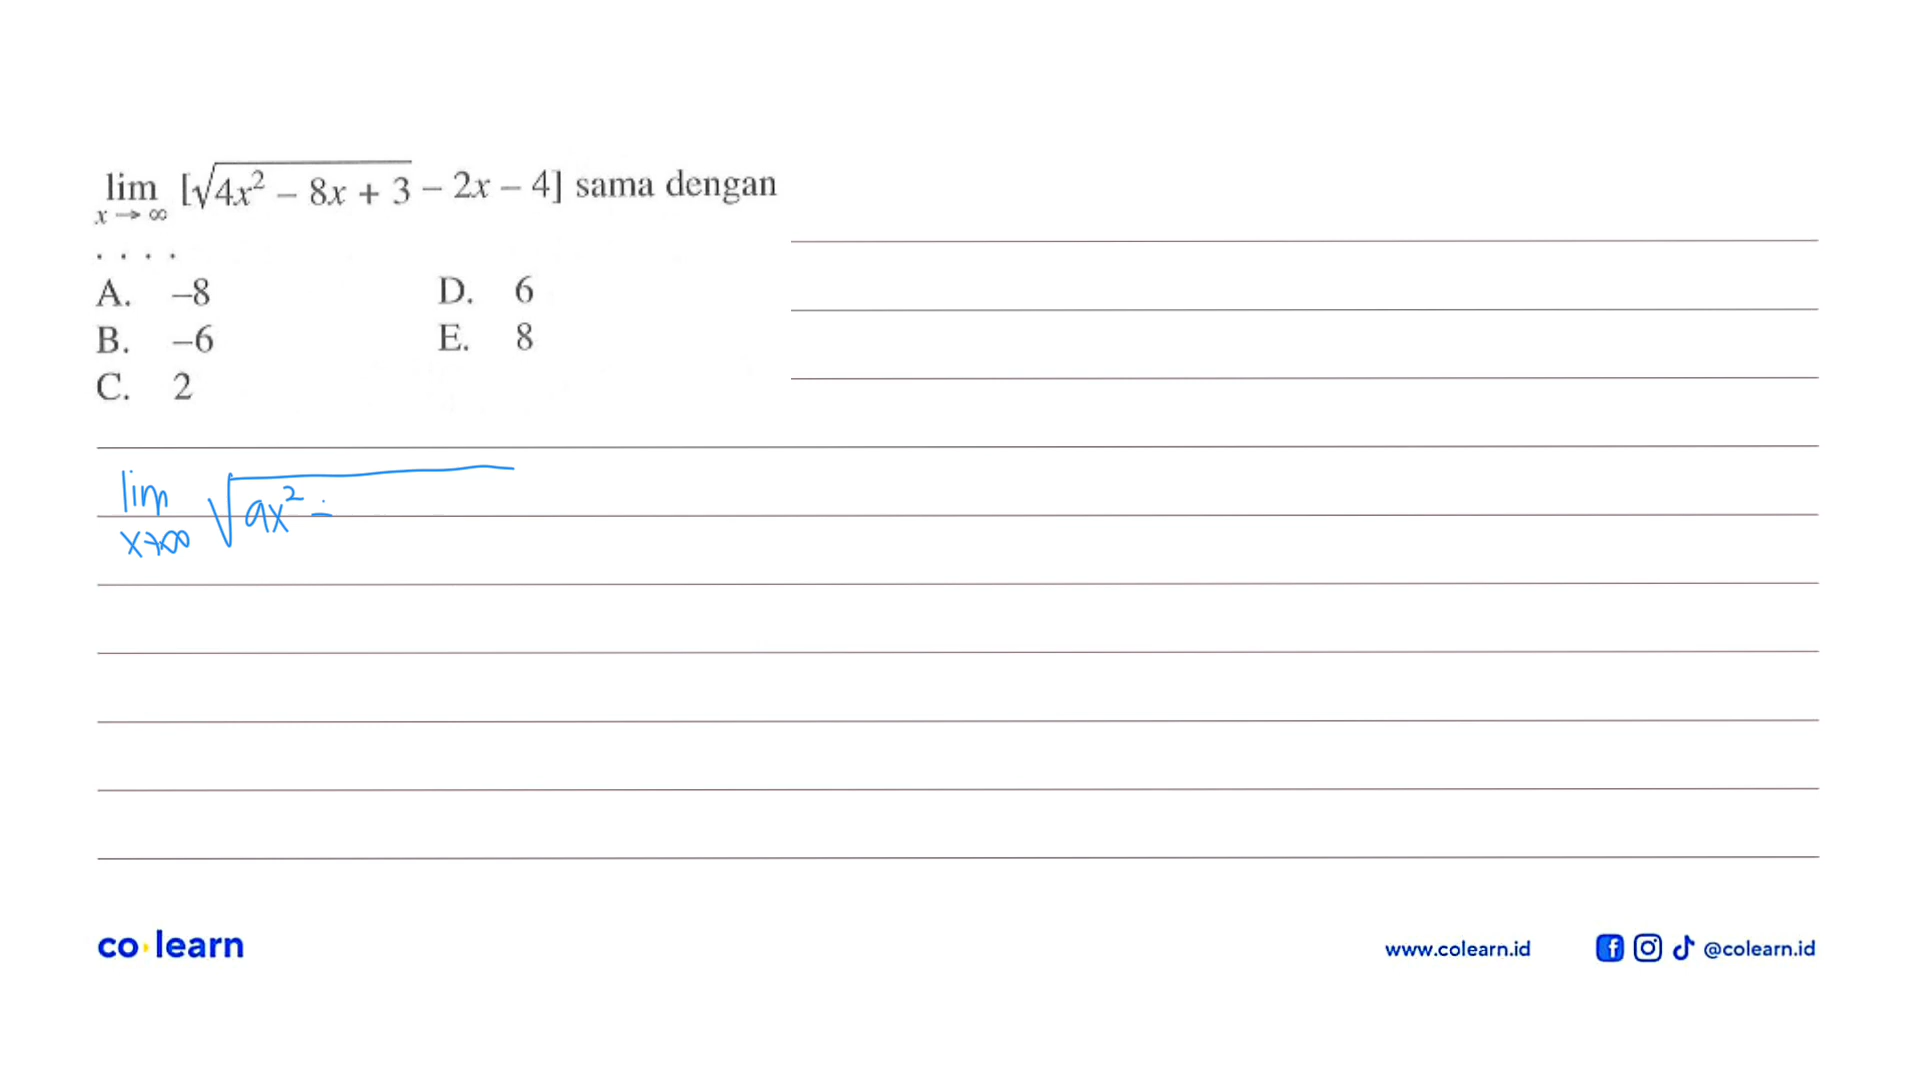 lim [√4x² – 8x + 3 – 2x – 4] sama dengan
x → ∞
. . . .
A. –8 D. 6
B. –6 E. 8
C. 2
lim √ax² –
x→∞
co·learn www.colearn.id @colearn.id